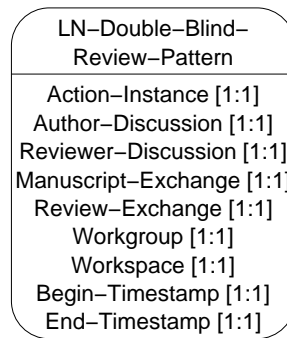 LN−Double−Blind−
Review−Pattern
Action−Instance [1:1]
Author−Discussion [1:1]
Reviewer−Discussion [1:1]
Manuscript−Exchange [1:1]
Review−Exchange [1:1]
Workgroup [1:1]
Workspace [1:1]
Begin−Timestamp [1:1]
End−Timestamp [1:1]